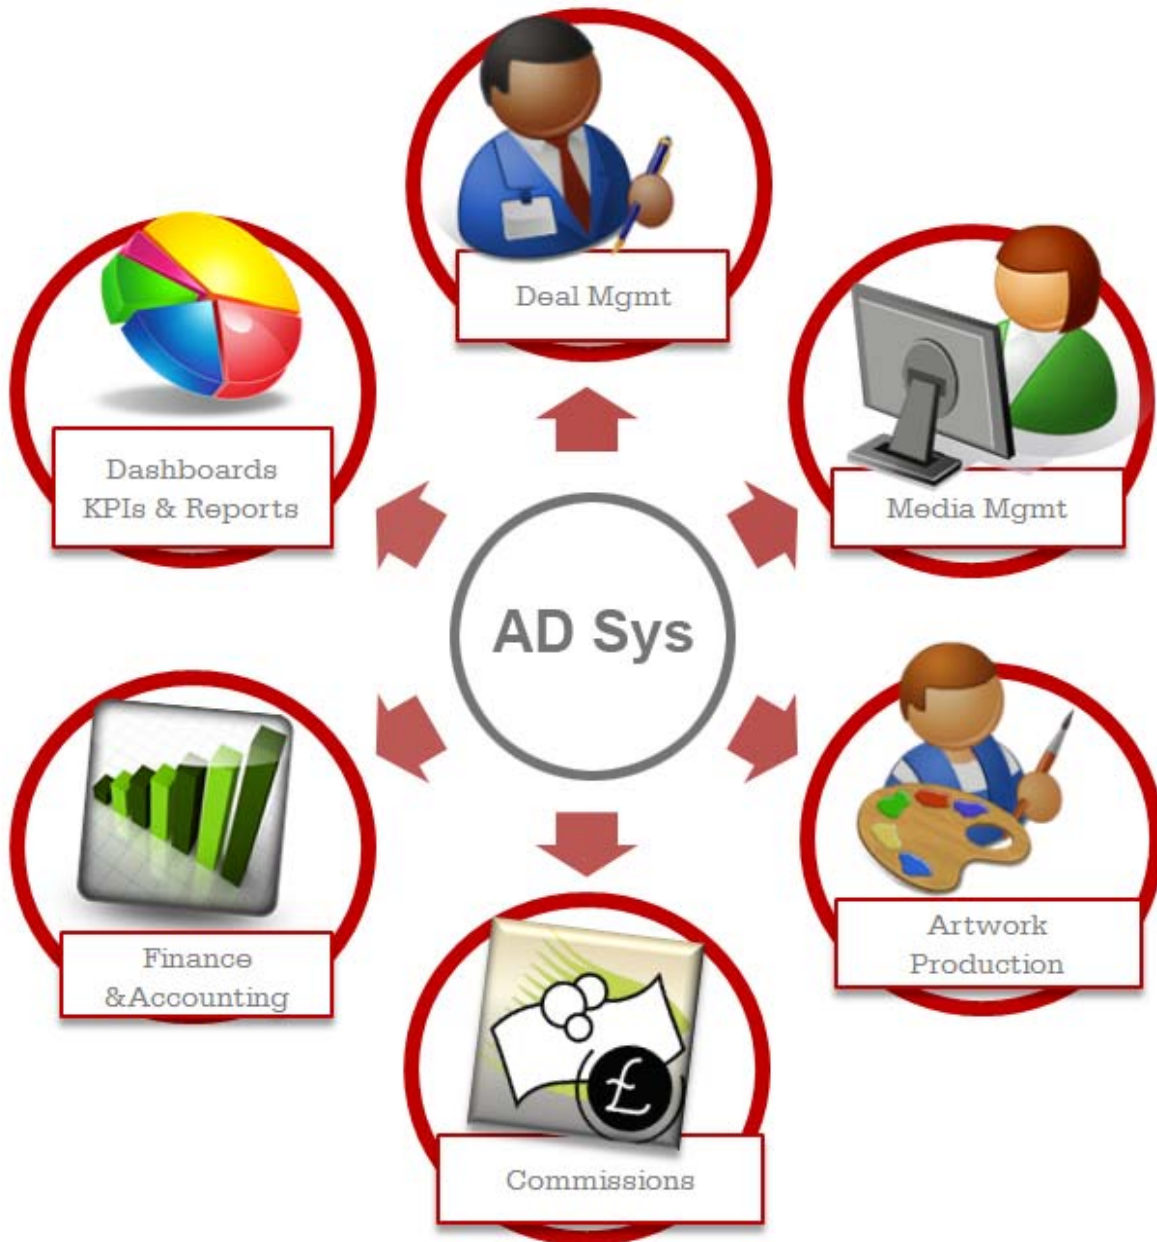 Deal Mgmt
Dashboards
KPIs & Reports
Media Mgmt
AD Sys
Finance
&Accounting
Artwork
Production
£
Commissions